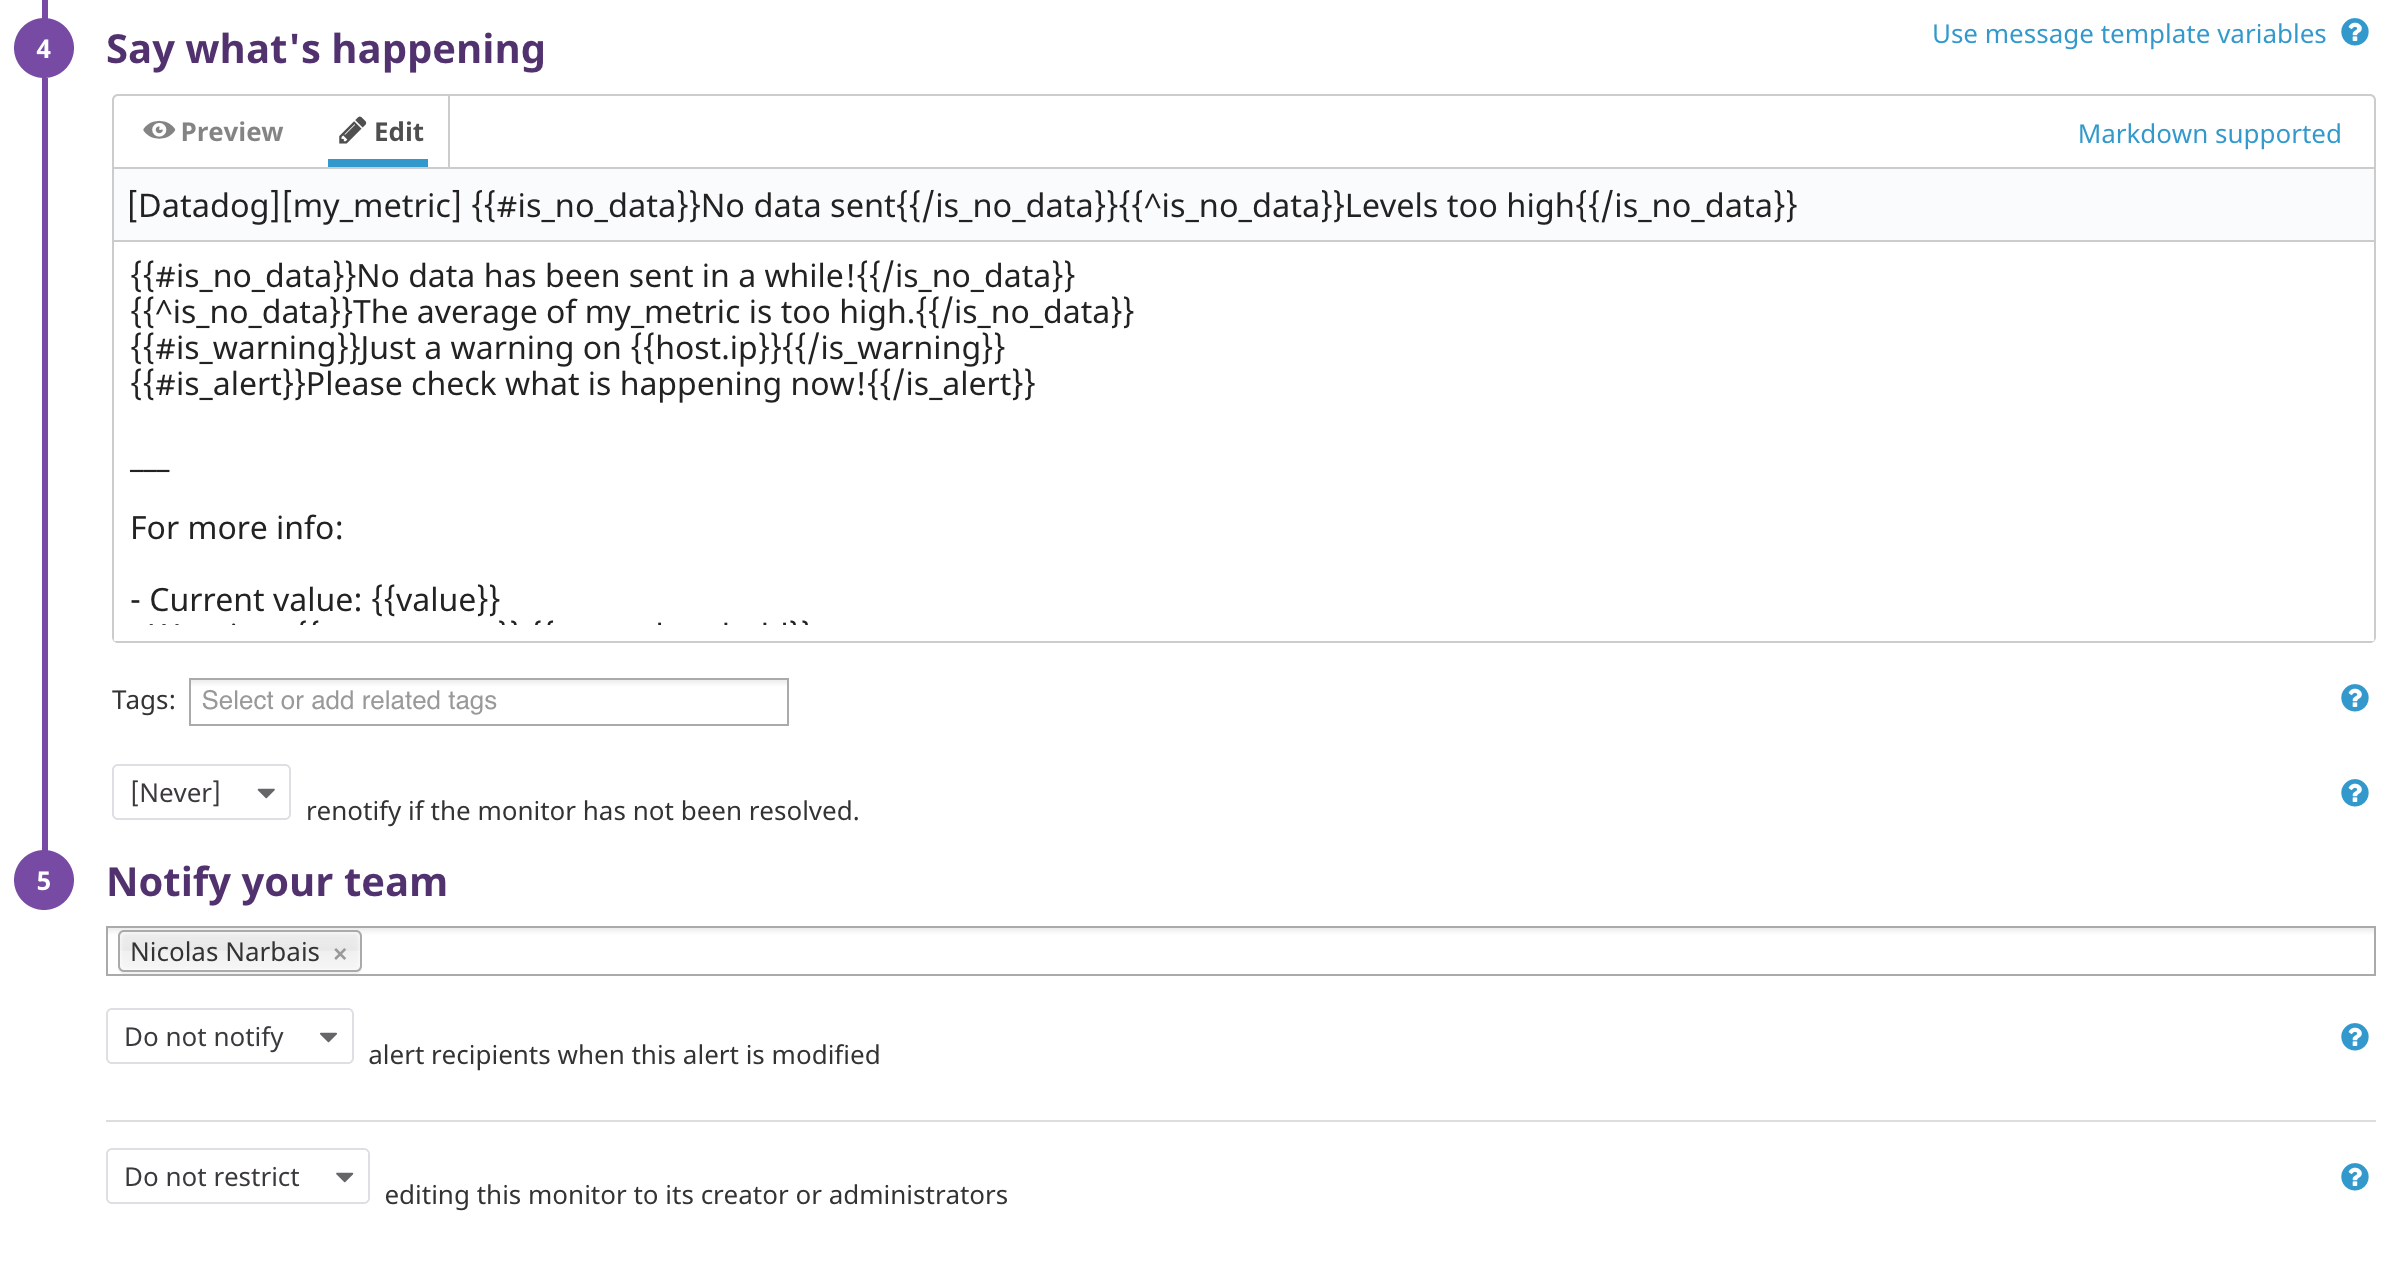 4
Say what's happening
Use message template variables ?
Preview Edit
Markdown supported
[Datadog][my_metric] {{#is_no_data}}No data sent{{/is_no_data}}{{^is_no_data}}Levels too high{{/is_no_data}}
{{#is_no_data}}No data has been sent in a while!{{/is_no_data}}
{{^is_no_data}}The average of my_metric is too high.{{/is_no_data}}
{{#is_warning}}Just a warning on {{host.ip}}{{/is_warning}}
{{#is_alert}}Please check what is happening now!{{/is_alert}}
___
For more info:
- Current value: {{value}}
Tags: Select or add related tags ?
[Never] renotify if the monitor has not been resolved. ?
5
Notify your team
Nicolas Narbais ×
Do not notify alert recipients when this alert is modified ?
Do not restrict editing this monitor to its creator or administrators ?